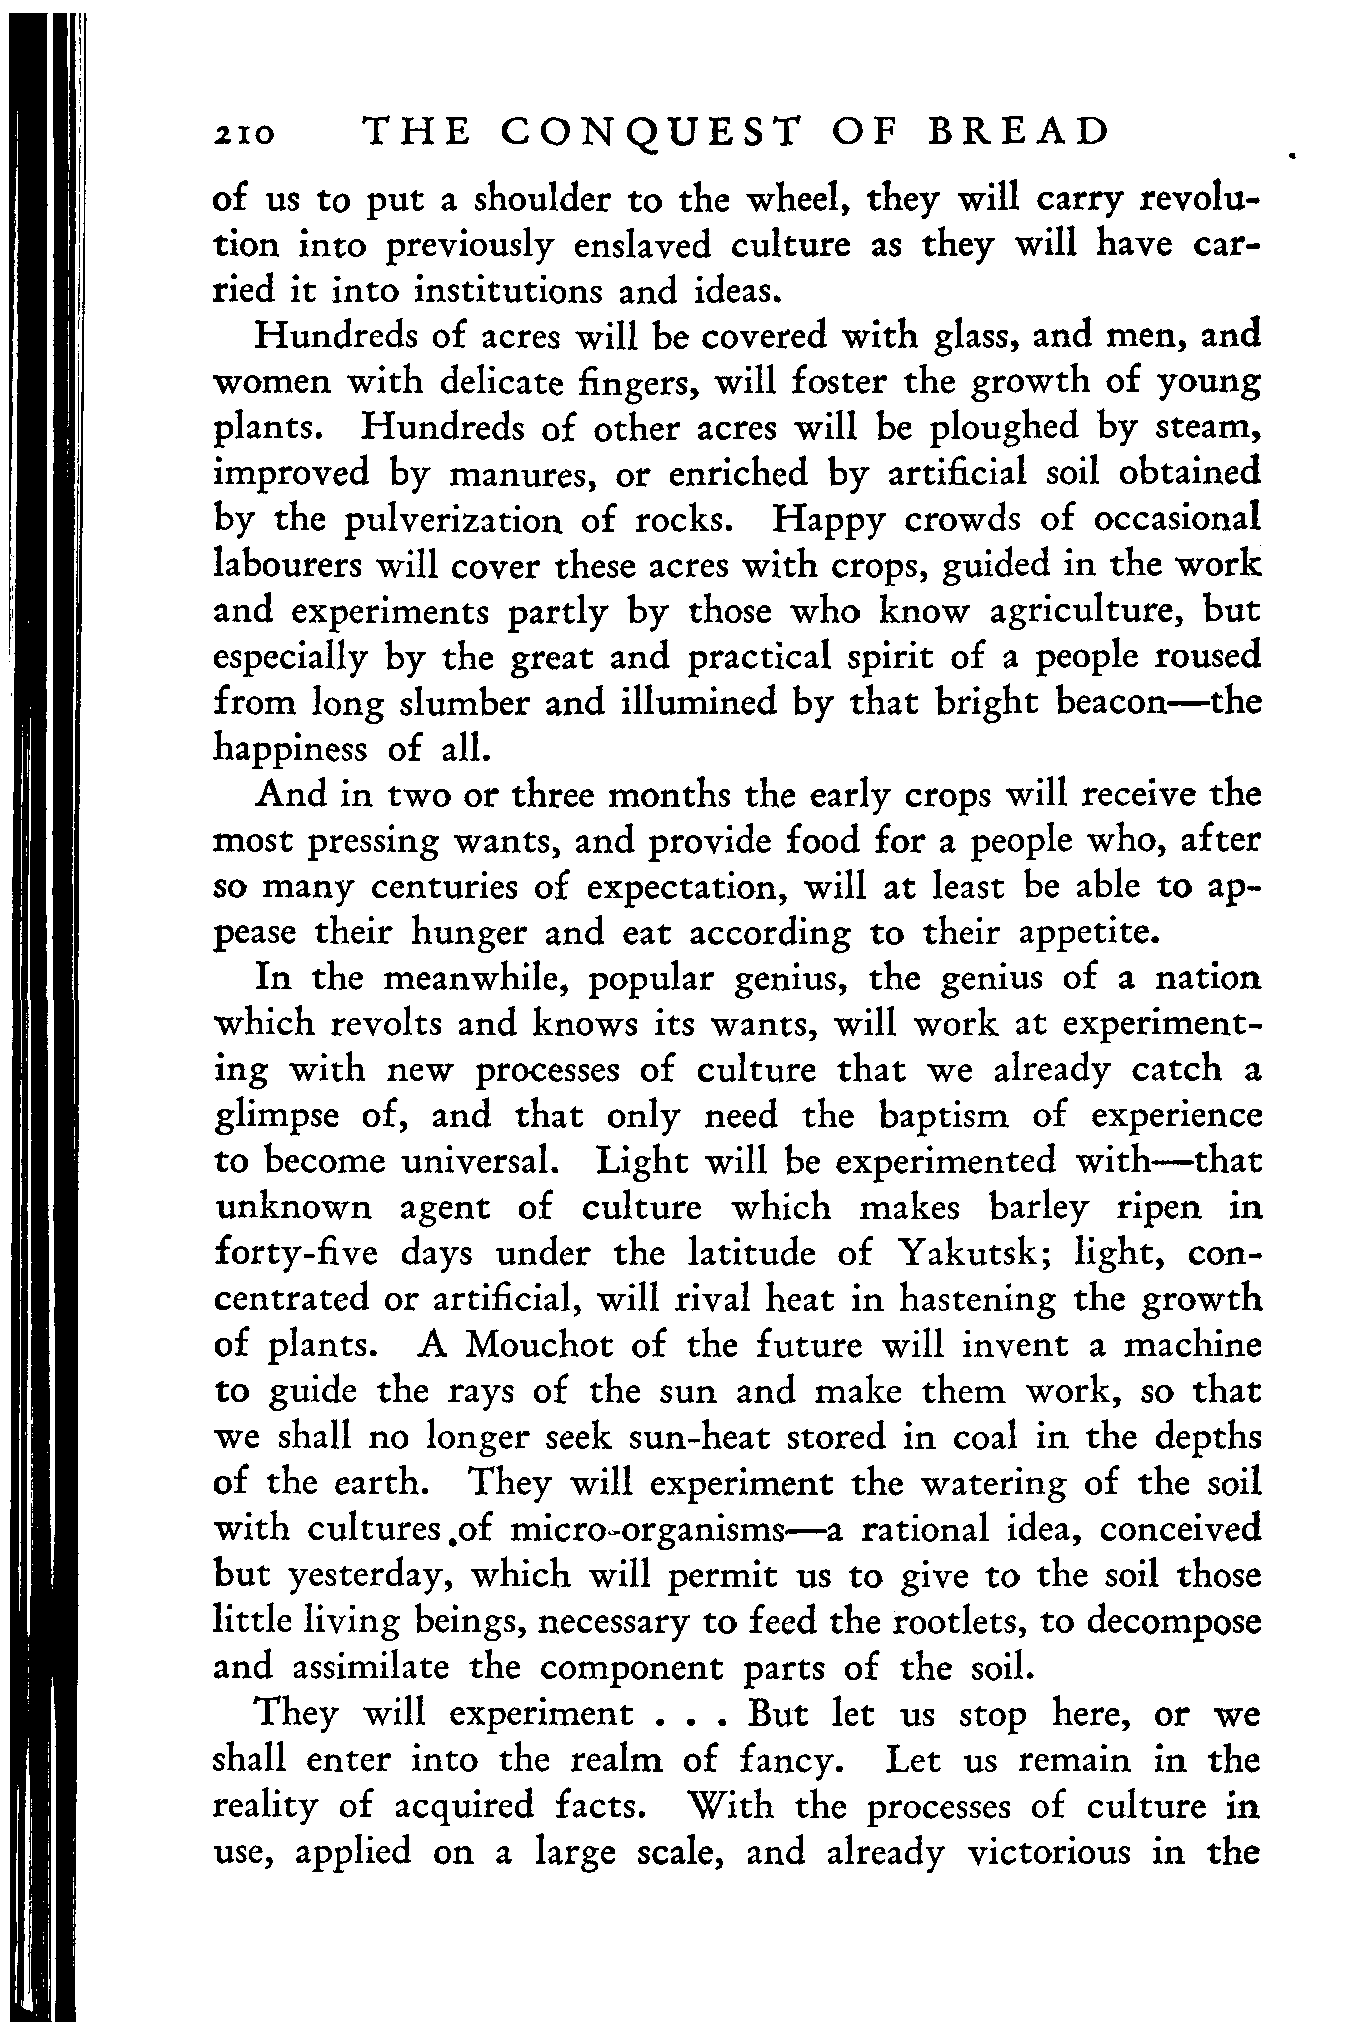 210 THE CONQUEST OF BREAD
of us to put a shoulder to the wheel, they will carry revolu-
tion into previously enslaved culture as they will have car-
ried it into institutions and ideas.
Hundreds of acres will be covered with glass, and men, and
women with delicate fingers, will foster the growth of young
plants. Hundreds of other acres will be ploughed by steam,
improved by manures, or enriched by artificial soil obtained
by the pulverization of rocks. Happy crowds of occasional
labourers will cover these acres with crops, guided in the work
and experiments partly by those who know agriculture, but
especially by the great and practical spirit of a people roused
from long slumber and illumined by that bright beacon—the
happiness of all.
And in two or three months the early crops will receive the
most pressing wants, and provide food for a people who, after
so many centuries of expectation, will at least be able to ap-
pease their hunger and eat according to their appetite.
In the meanwhile, popular genius, the genius of a nation
which revolts and knows its wants, will work at experiment-
ing with new processes of culture that we already catch a
glimpse of, and that only need the baptism of experience
to become universal. Light will be experimented with—that
unknown agent of culture which makes barley ripen in
forty-five days under the latitude of Yakutsk; light, con-
centrated or artificial, will rival heat in hastening the growth
of plants. A Mouchot of the future will invent a machine
to guide the rays of the sun and make them work, so that
we shall no longer seek sun-heat stored in coal in the depths
of the earth. They will experiment the watering of the soil
with cultures of micro-organisms—a rational idea, conceived
but yesterday, which will permit us to give to the soil those
little living beings, necessary to feed the rootlets, to decompose
and assimilate the component parts of the soil.
They will experiment . . . But let us stop here, or we
shall enter into the realm of fancy. Let us remain in the
reality of acquired facts. With the processes of culture in
use, applied on a large scale, and already victorious in the